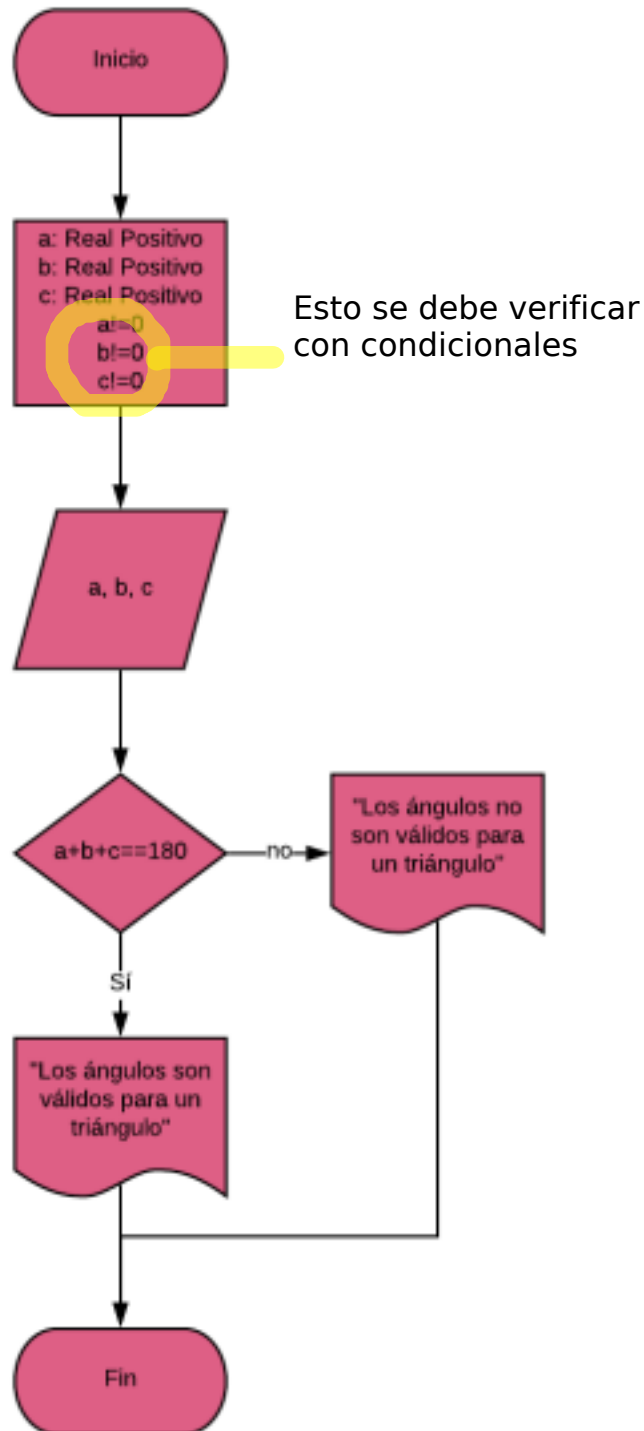 Inicio
a: Real Positivo
b: Real Positivo
c: Real Positivo
a!=0
b!=0
c!=0
Esto se debe verificar
con condicionales
a, b, c
a+b+c==180
no
"Los ángulos no
son válidos para
un triángulo"
Sí
"Los ángulos son
válidos para un
triángulo"
Fin